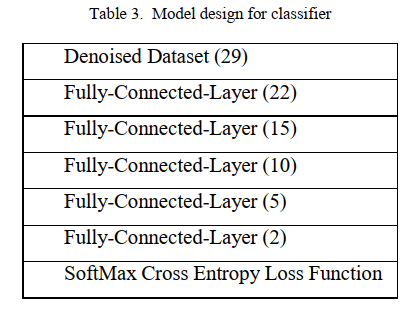 Table 3. Model design for classifier
Denoised Dataset (29)
Fully-Connected-Layer (22)
Fully-Connected-Layer (15)
Fully-Connected-Layer (10)
Fully-Connected-Layer (5)
Fully-Connected-Layer (2)
SoftMax Cross Entropy Loss Function